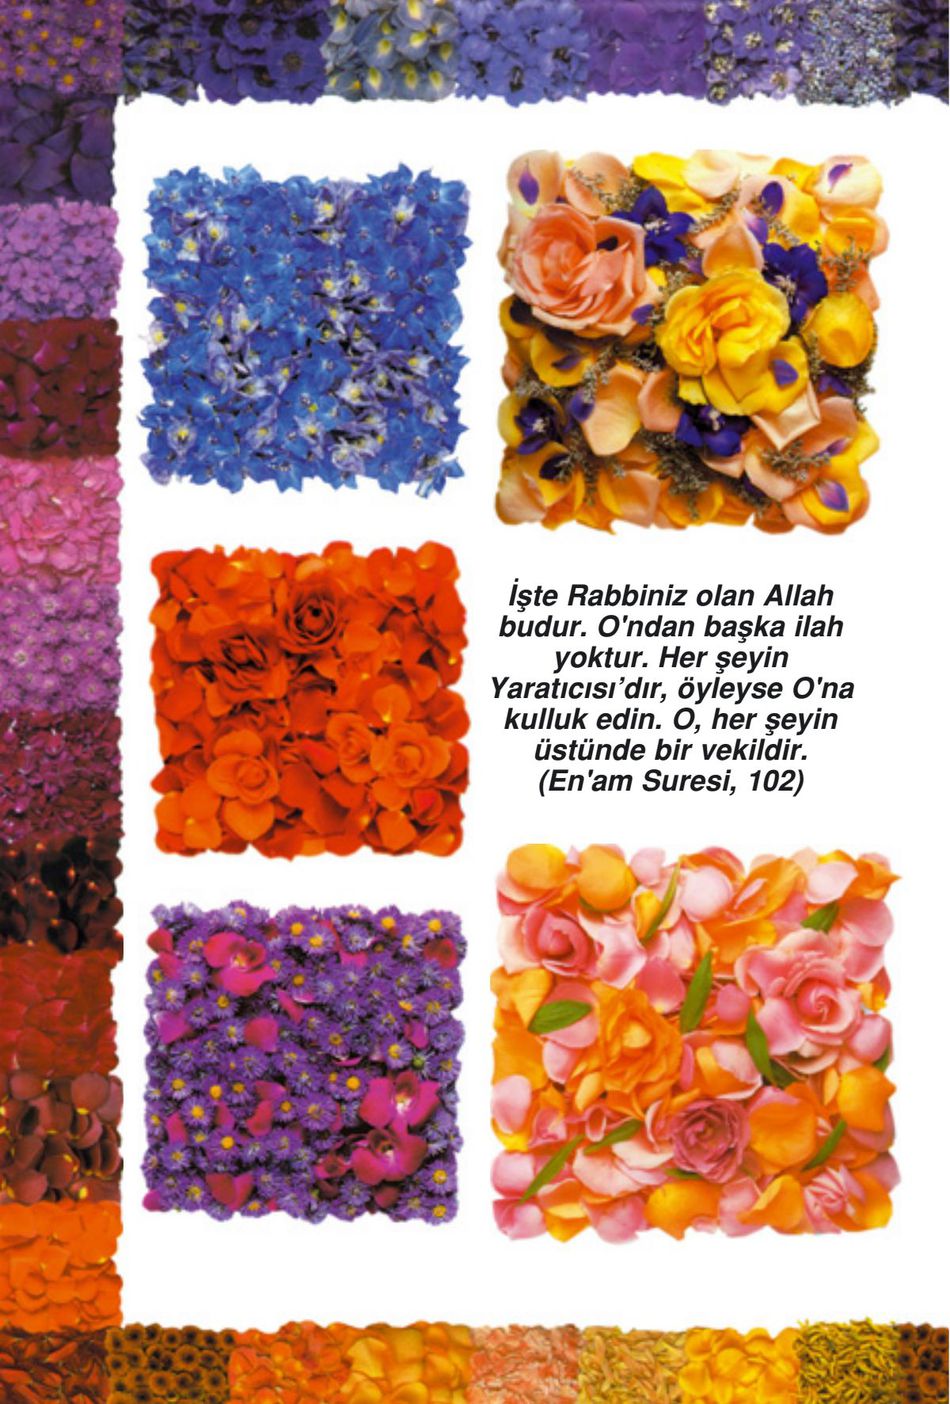 İşte Rabbiniz olan Allah
budur. O'ndan başka ilah
yoktur. Her şeyin
Yaratıcısı’dır, öyleyse O'na
kulluk edin. O, her şeyin
üstünde bir vekildir.
(En'am Suresi, 102)